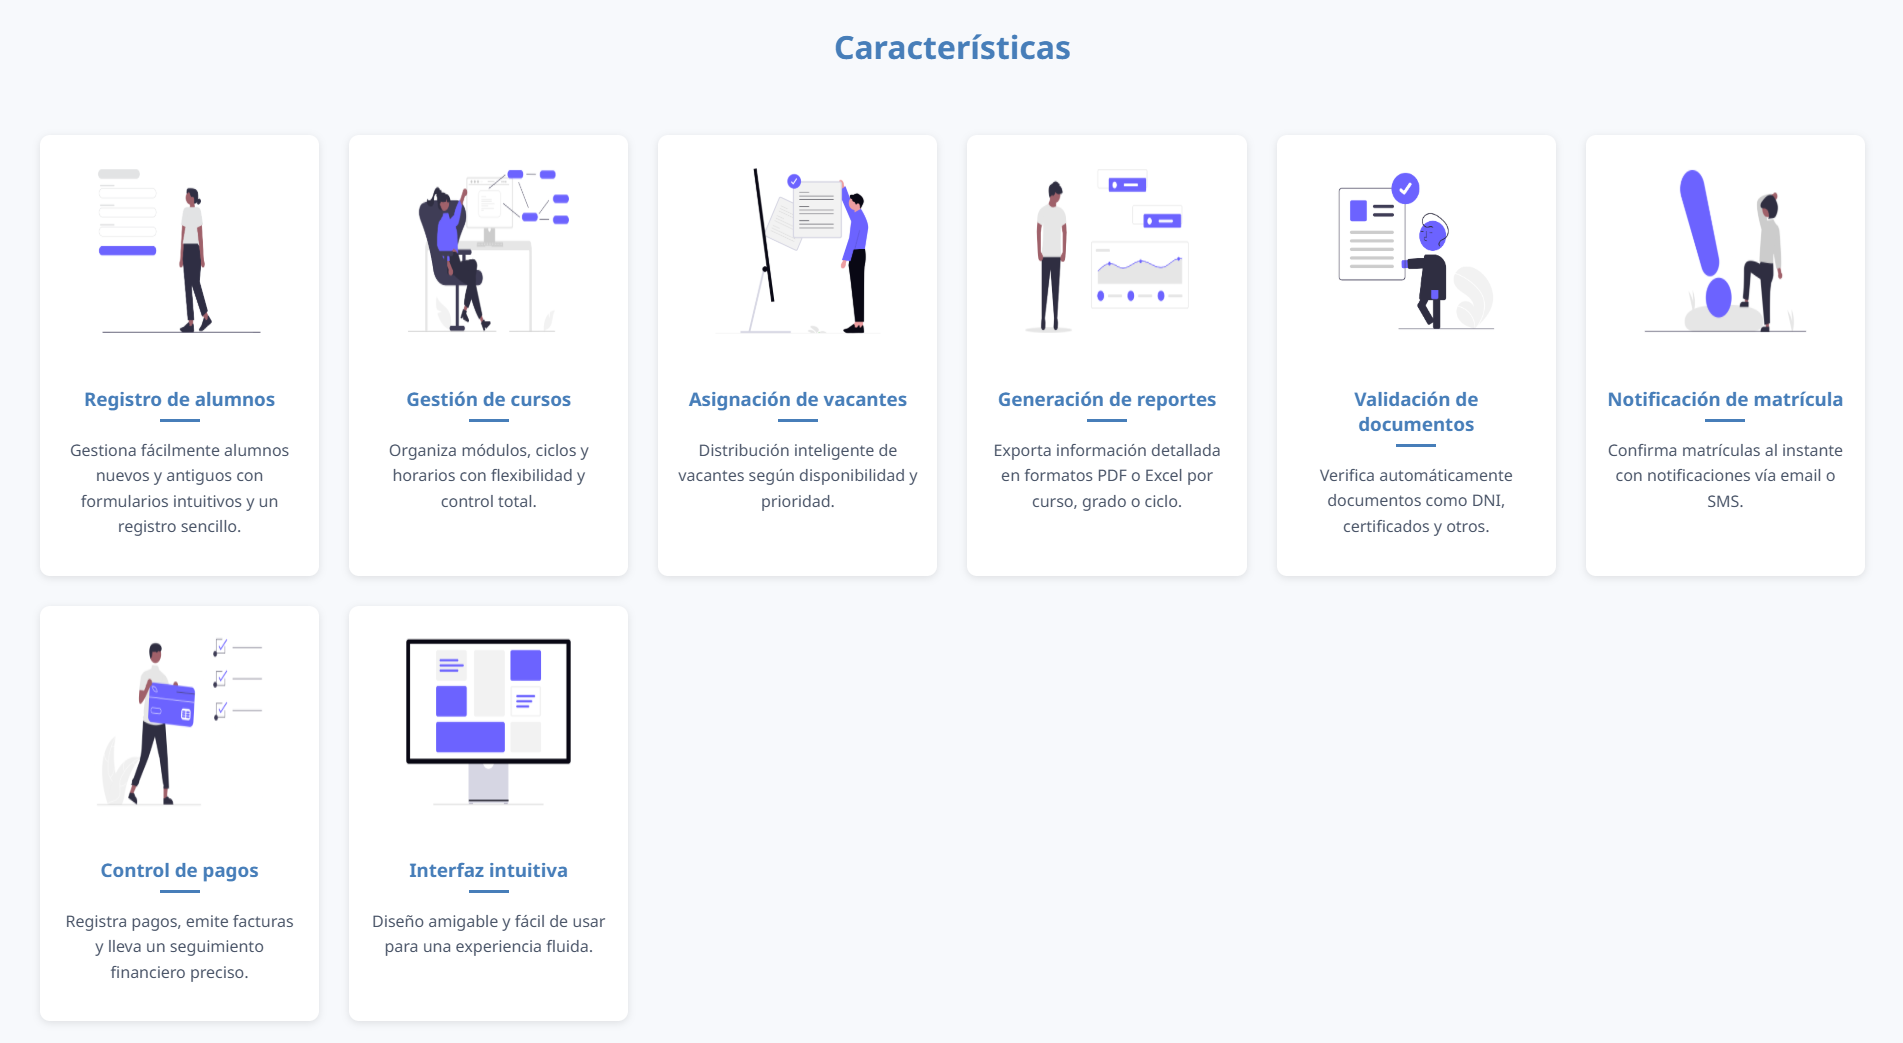 Características
Registro de alumnos
Gestiona fácilmente alumnos
nuevos y antiguos con
formularios intuitivos y un
registro sencillo.
Gestión de cursos
Organiza módulos, ciclos y
horarios con flexibilidad y
control total.
Asignación de vacantes
Distribución inteligente de
vacantes según disponibilidad y
prioridad.
Generación de reportes
Exporta información detallada
en formatos PDF o Excel por
curso, grado o ciclo.
Validación de
documentos
Verifica automáticamente
documentos como DNI,
certificados y otros.
Notificación de matrícula
Confirma matrículas al instante
con notificaciones vía email o
SMS.
Control de pagos
Registra pagos, emite facturas
y lleva un seguimiento
financiero preciso.
Interfaz intuitiva
Diseño amigable y fácil de usar
para una experiencia fluida.